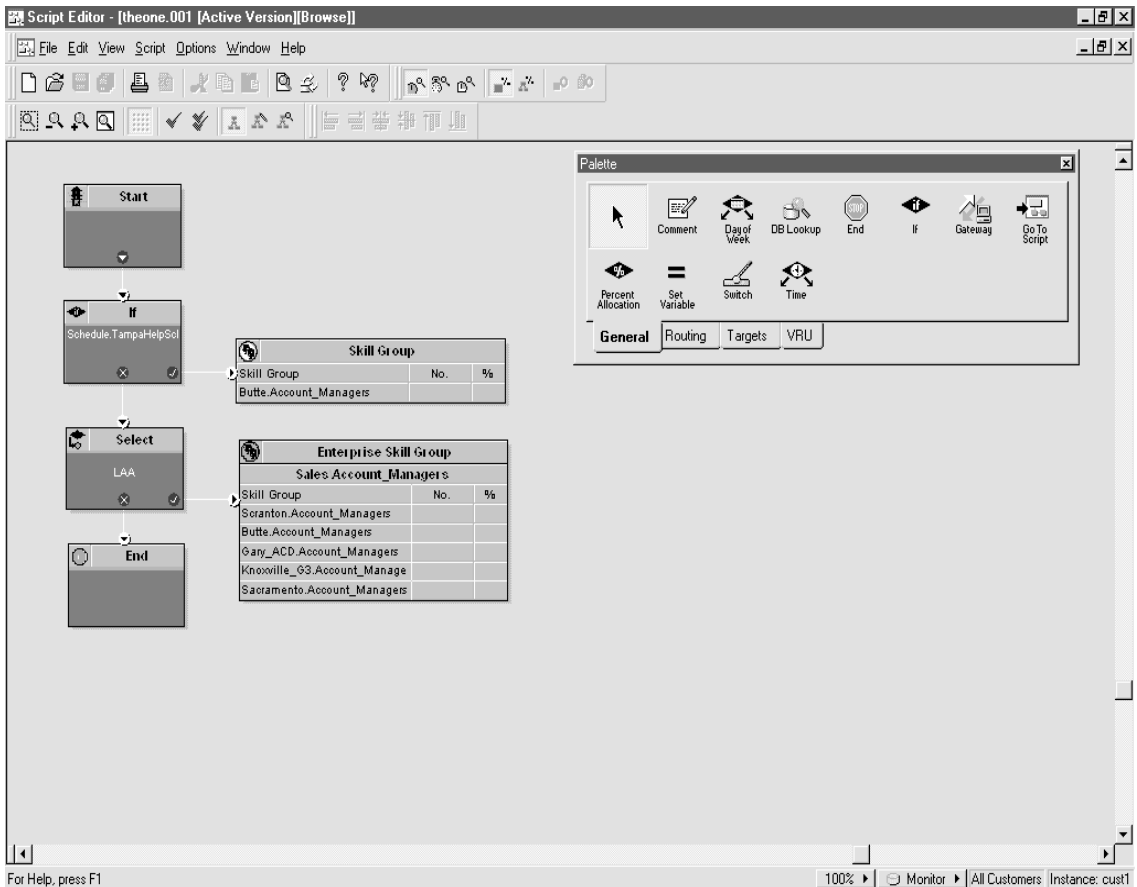 Script Editor - [theone.001 [Active Version][Browse]]
File Edit View Script Options Window Help
Palette
Comment
Day of Week
DB Lookup
End
If
Gateway
Go To Script
Percent Allocation
Set Variable
Switch
Time
General Routing Targets VRU
Start
If
Schedule.TampaHelpScl
Skill Group
Skill Group No. %
Butte.Account_Managers
Select
LAA
Enterprise Skill Group
Sales.Account_Managers
Skill Group No. %
Scranton.Account_Managers
Butte.Account_Managers
Gary_ACD.Account_Managers
Knoxville_G3.Account_Manage
Sacramento.Account_Managers
End
For Help, press F1
100% Monitor All Customers Instance: cust1